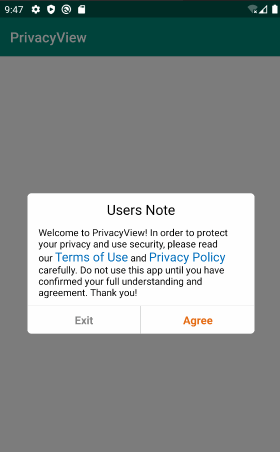 9:47
PrivacyView
Users Note
Welcome to PrivacyView! In order to protect
your privacy and use security, please read
our Terms of Use and Privacy Policy
carefully. Do not use this app until you have
confirmed your full understanding and
agreement. Thank you!
Exit Agree